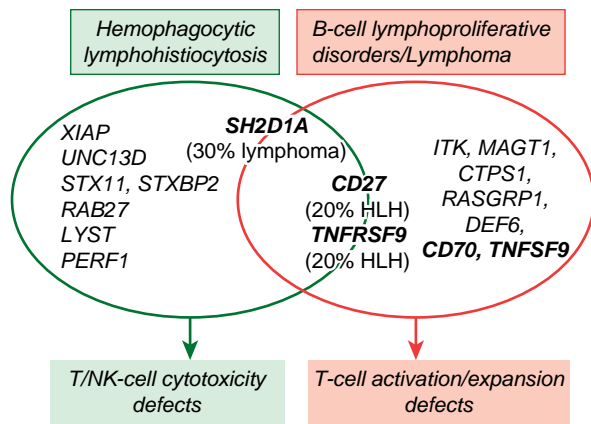 Hemophagocytic
lymphohistiocytosis
B-cell lymphoproliferative
disorders/Lymphoma
XIAP
UNC13D
STX11, STXBP2
RAB27
LYST
PERF1
SH2D1A
(30% lymphoma)
CD27
(20% HLH)
TNFRSF9
(20% HLH)
ITK, MAGT1,
CTPS1,
RASGRP1,
DEF6,
CD70, TNFSF9
T/NK-cell cytotoxicity
defects
T-cell activation/expansion
defects